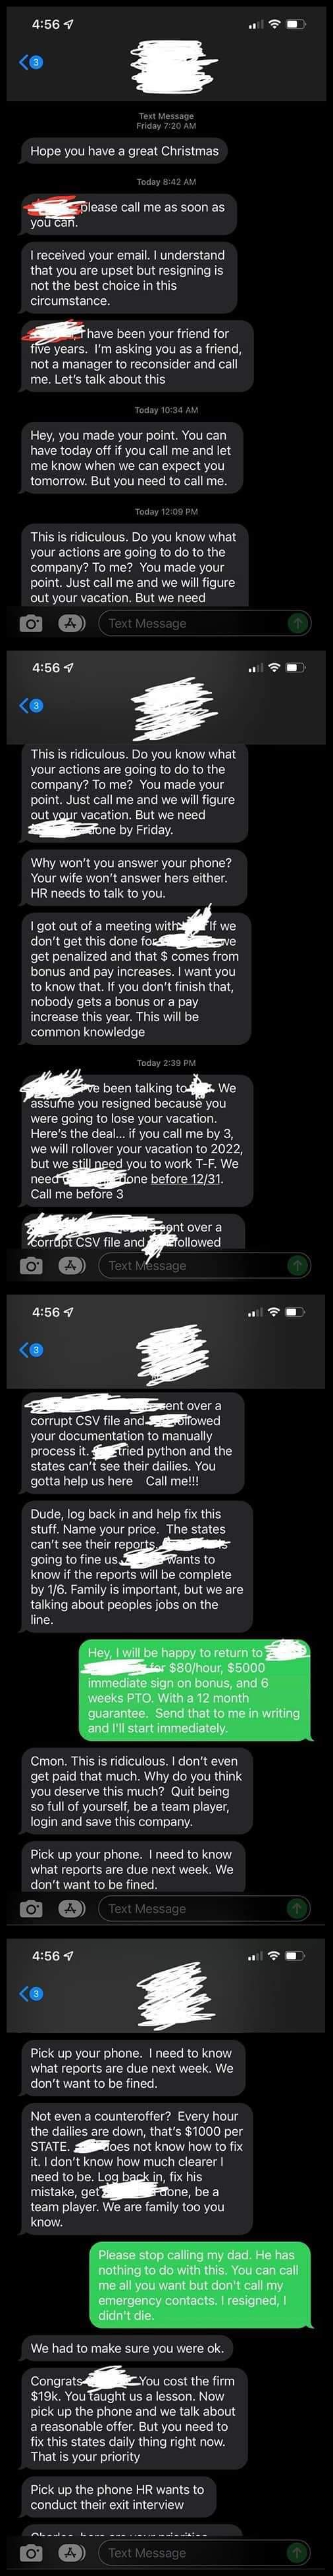 4:56
3
Text Message
Friday 7:20 AM
Hope you have a great Christmas
Today 8:42 AM
please call me as soon as
you can.
I received your email. I understand
that you are upset but resigning is
not the best choice in this
circumstance.
have been your friend for
five years. I'm asking you as a friend,
not a manager to reconsider and call
me. Let's talk about this
Today 10:34 AM
Hey, you made your point. You can
have today off if you call me and let
me know when we can expect you
tomorrow. But you need to call me.
Today 12:09 PM
This is ridiculous. Do you know what
your actions are going to do to the
company? To me? You made your
point. Just call me and we will figure
out your vacation. But we need
Text Message
4:56
3
This is ridiculous. Do you know what
your actions are going to do to the
company? To me? You made your
point. Just call me and we will figure
out your vacation. But we need
done by Friday.
Why won't you answer your phone?
Your wife won't answer hers either.
HR needs to talk to you.
I got out of a meeting with If we
don't get this done for we
get penalized and that $ comes from
bonus and pay increases. I want you
to know that. If you don't finish that,
nobody gets a bonus or a pay
increase this year. This will be
common knowledge
Today 2:39 PM
've been talking to We
assume you resigned because you
were going to lose your vacation.
Here's the deal... if you call me by 3,
we will rollover your vacation to 2022,
but we still need you to work T-F. We
need done before 12/31.
Call me before 3
sent over a
corrupt CSV file and followed
Text Message
4:56
3
sent over a
corrupt CSV file and followed
your documentation to manually
process it. tried python and the
states can't see their dailies. You
gotta help us here Call me!!!
Dude, log back in and help fix this
stuff. Name your price. The states
can't see their reports,
going to fine us. wants to
know if the reports will be complete
by 1/6. Family is important, but we are
talking about peoples jobs on the
line.
Hey, I will be happy to return to
for $80/hour, $5000
immediate sign on bonus, and 6
weeks PTO. With a 12 month
guarantee. Send that to me in writing
and I'll start immediately.
Cmon. This is ridiculous. I don't even
get paid that much. Why do you think
you deserve this much? Quit being
so full of yourself, be a team player,
login and save this company.
Pick up your phone. I need to know
what reports are due next week. We
don't want to be fined.
Text Message
4:56
3
Pick up your phone. I need to know
what reports are due next week. We
don't want to be fined.
Not even a counteroffer? Every hour
the dailies are down, that's $1000 per
STATE. does not know how to fix
it. I don't know how much clearer I
need to be. Log back in, fix his
mistake, get done, be a
team player. We are family too you
know.
Please stop calling my dad. He has
nothing to do with this. You can call
me all you want but don't call my
emergency contacts. I resigned, I
didn't die.
We had to make sure you were ok.
Congrats You cost the firm
$19k. You taught us a lesson. Now
pick up the phone and we talk about
a reasonable offer. But you need to
fix this states daily thing right now.
That is your priority
Pick up the phone HR wants to
conduct their exit interview
Text Message